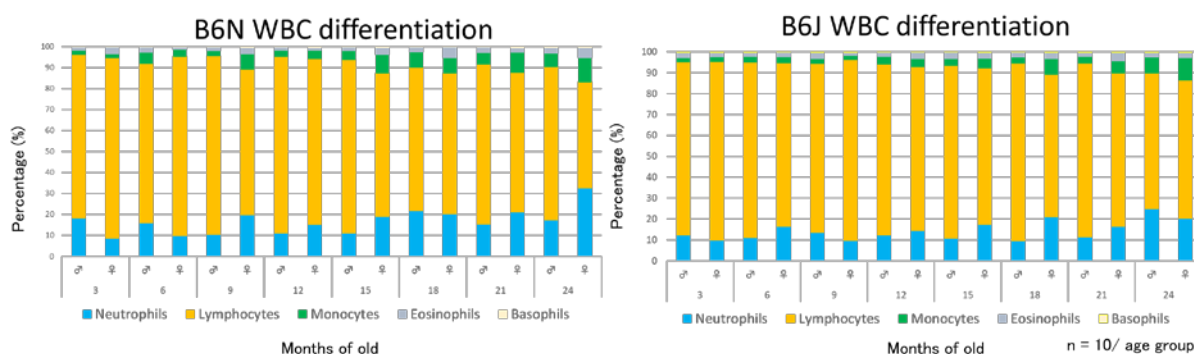 B6N WBC differentiation
Percentage (%)
100
90
80
70
60
50
40
30
20
10
0
♂ ♀ ♂ ♀ ♂ ♀ ♂ ♀ ♂ ♀ ♂ ♀ ♂ ♀ ♂ ♀
3 6 9 12 15 18 21 24
Neutrophils Lymphocytes Monocytes Eosinophils Basophils
Months of old
B6J WBC differentiation
Percentage (%)
100
90
80
70
60
50
40
30
20
10
0
♂ ♀ ♂ ♀ ♂ ♀ ♂ ♀ ♂ ♀ ♂ ♀ ♂ ♀ ♂ ♀
3 6 9 12 15 18 21 24
Neutrophils Lymphocytes Monocytes Eosinophils Basophils
Months of old
n = 10/ age group